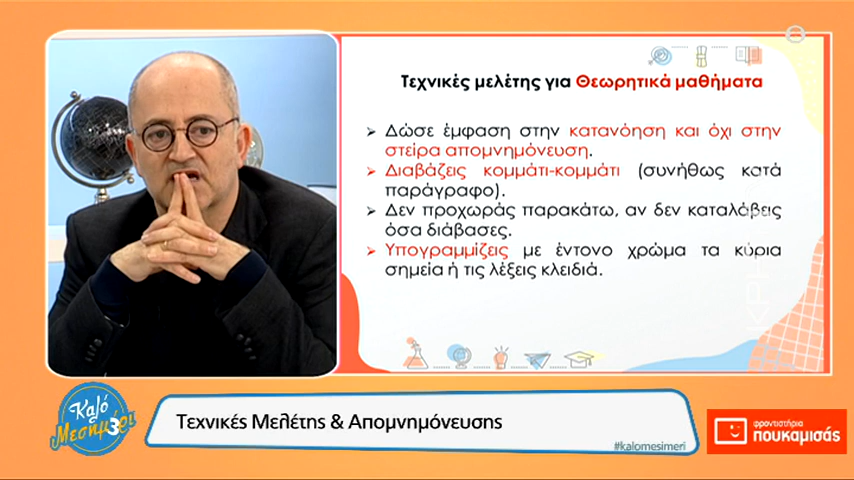 Τεχνικές μελέτης για Θεωρητικά μαθήματα
Δώσε έμφαση στην κατανόηση και όχι στην
στείρα απομνημόνευση.
Διαβάζεις κομμάτι-κομμάτι (συνήθως κατά
παράγραφο).
Δεν προχωράς παρακάτω, αν δεν καταλάβεις
όσα διάβασες.
Υπογραμμίζεις με έντονο χρώμα τα κύρια
σημεία ή τις λέξεις κλειδιά.
Καλό
Μεσημέρι
Τεχνικές Μελέτης & Απομνημόνευσης
#kalomesimeri
φροντιστήρια
πουκαμισάς